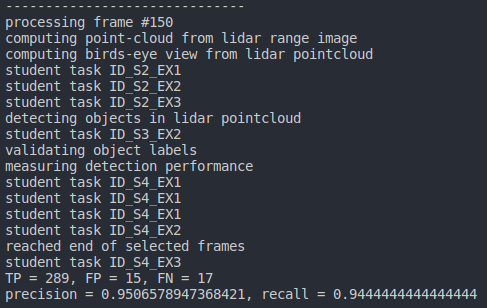 ------------------------------
processing frame #150
computing point-cloud from lidar range image
computing birds-eye view from lidar pointcloud
student task ID_S2_EX1
student task ID_S2_EX2
student task ID_S2_EX3
detecting objects in lidar pointcloud
student task ID_S3_EX2
validating object labels
measuring detection performance
student task ID_S4_EX1
student task ID_S4_EX1
student task ID_S4_EX1
student task ID_S4_EX2
reached end of selected frames
student task ID_S4_EX3
TP = 289, FP = 15, FN = 17
precision = 0.9506578947368421, recall = 0.9444444444444444